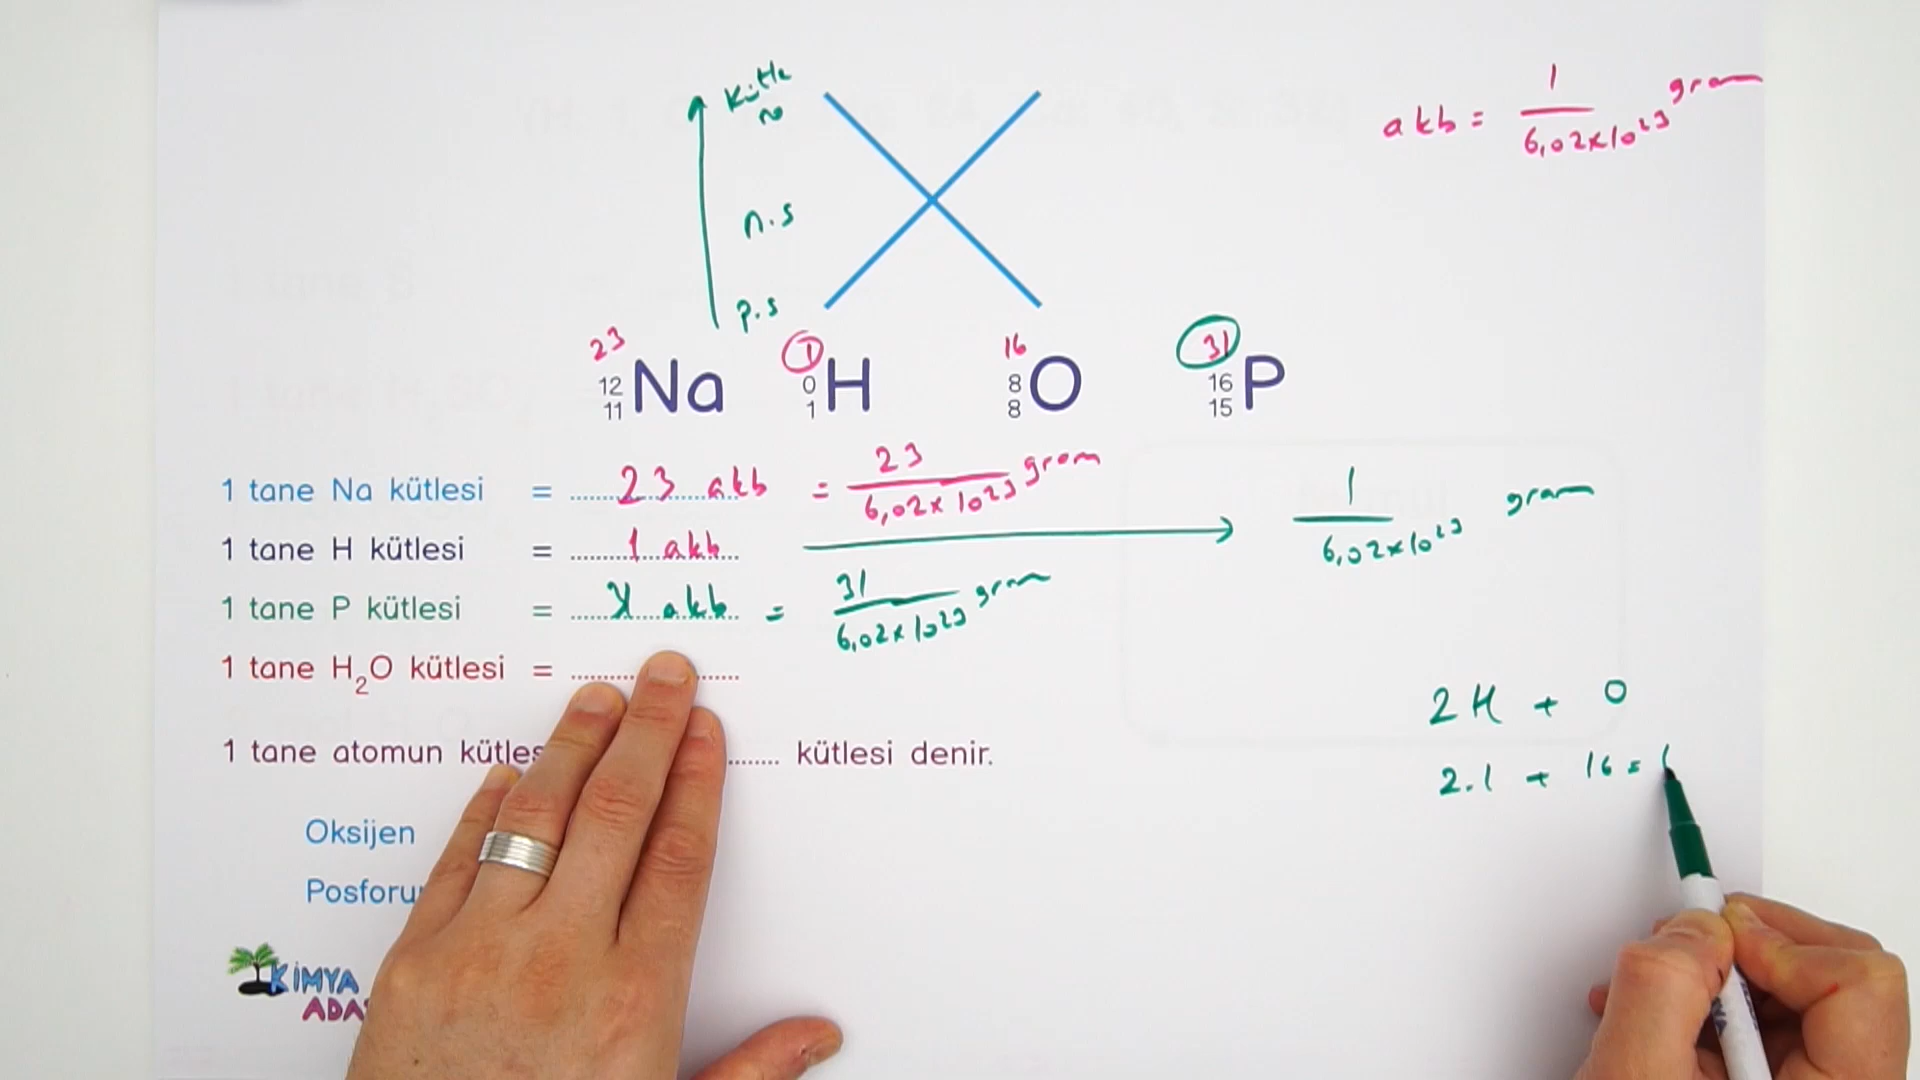 Kütle no
akb = 1 / 6,02x10²³ gram
n.s
p.s
23 12 11 Na
1 0 1 H
16 8 8 O
31 16 15 P
1 tane Na kütlesi = 23 akb = 23 / 6,02x10²³ gram
1 tane H kütlesi = 1 akb 1 / 6,02x10²³ gram
1 tane P kütlesi = akb = 31 / 6,02x10²³ gram
1 tane H₂O kütlesi = ..............
2H + O
1 tane atomun kütles ........ kütlesi denir.
2.1 + 16 =
Oksijen
Posforu
KİMYA
ADA